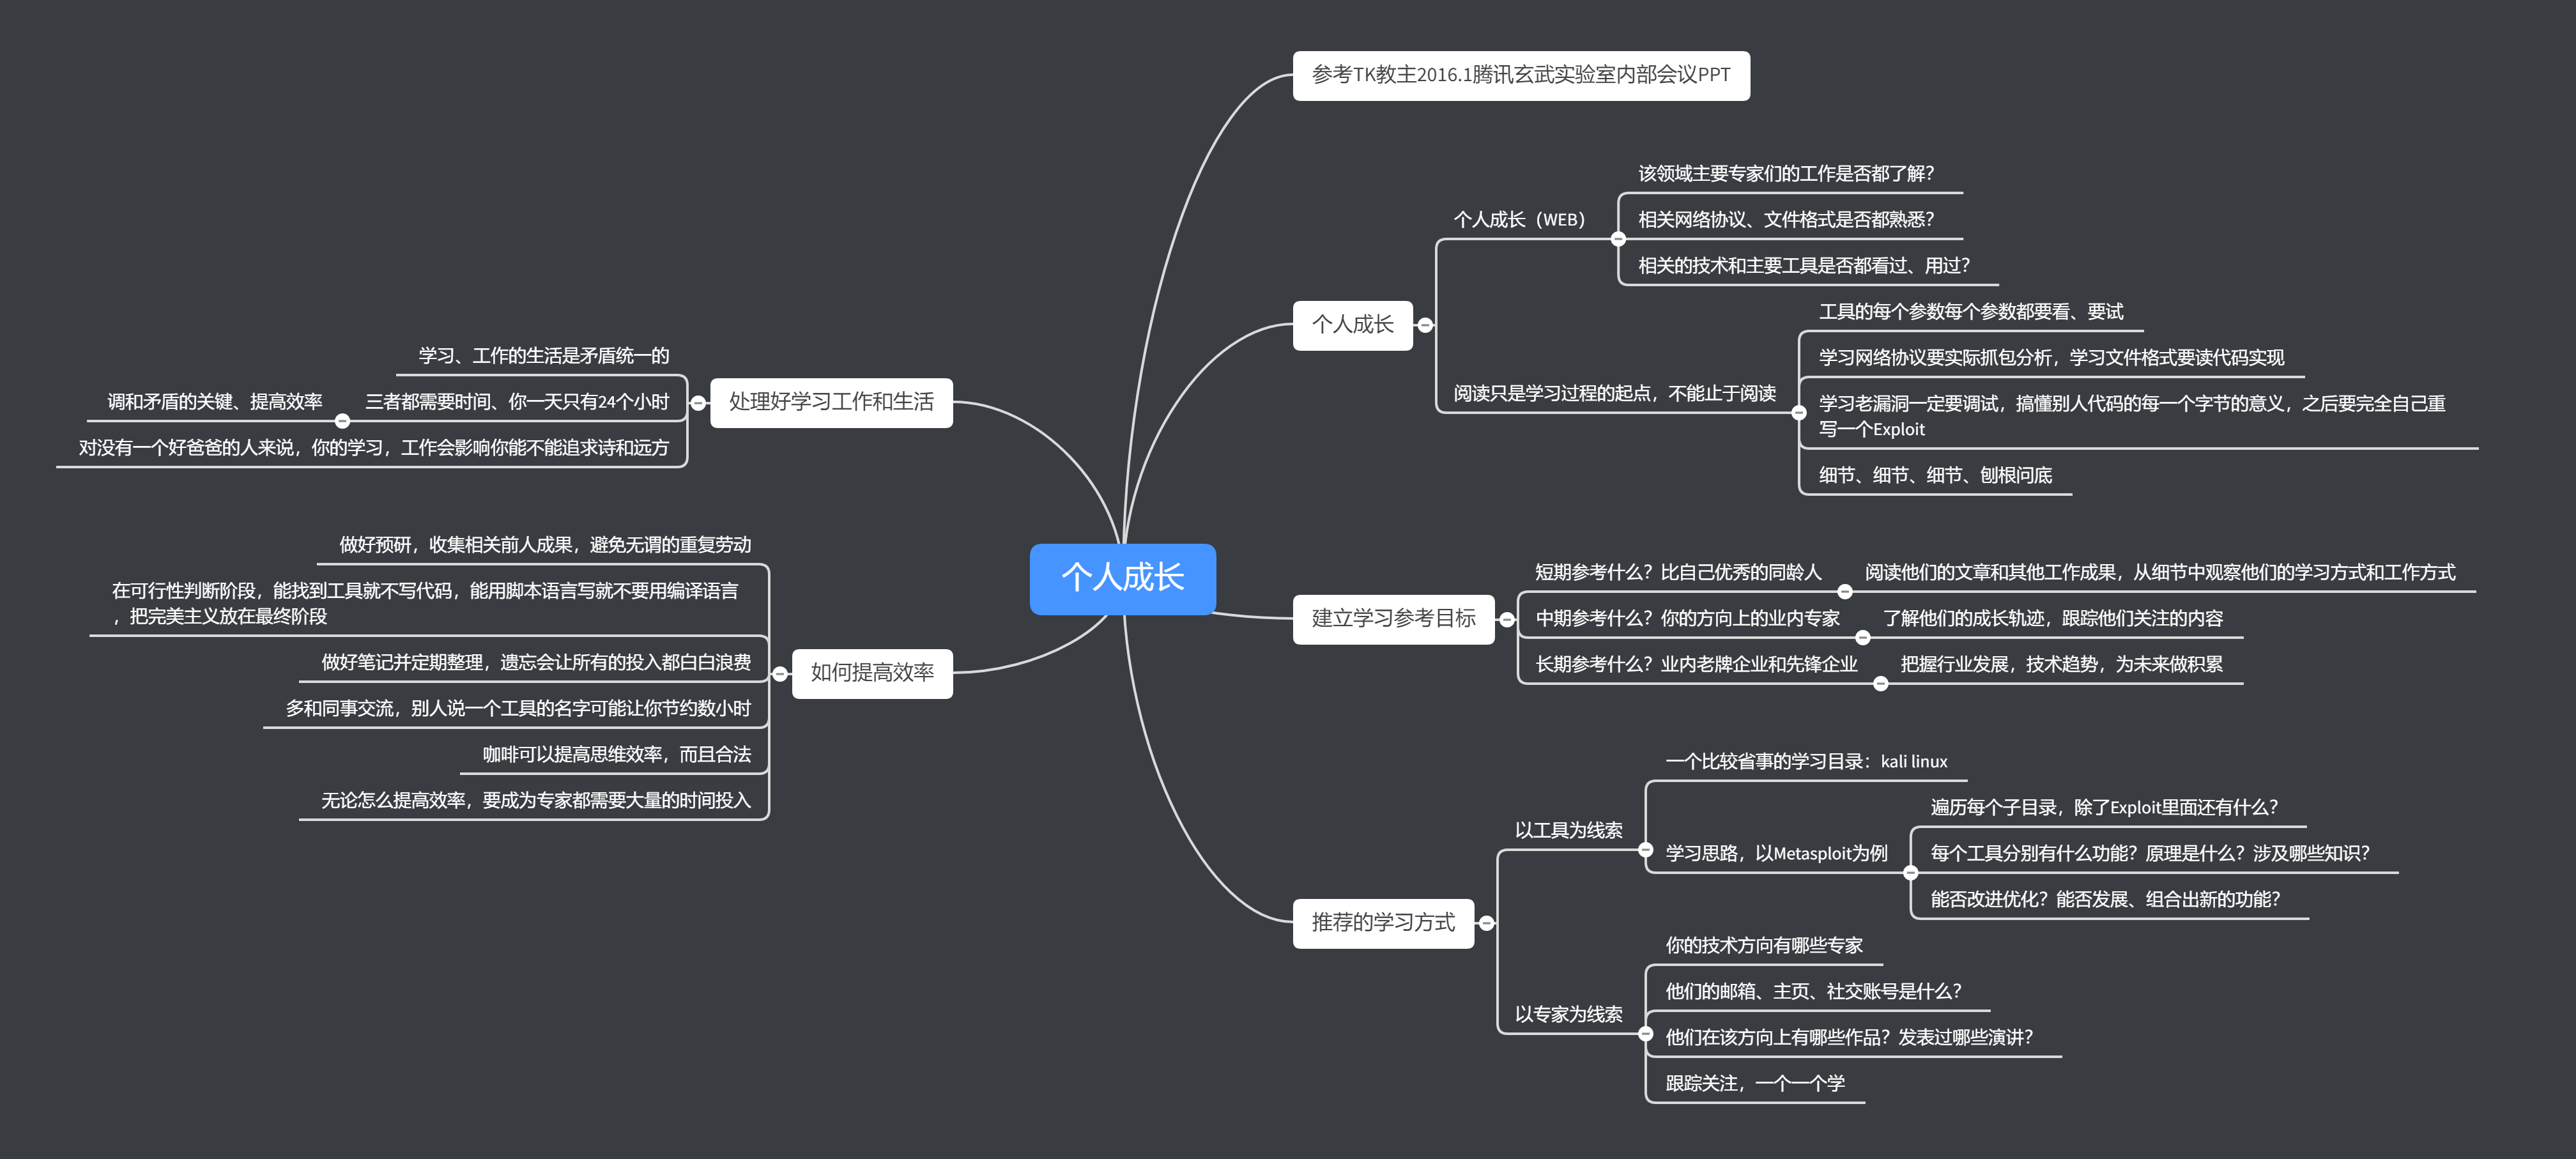 个人成长
参考TK教主2016.1腾讯玄武实验室内部会议PPT
个人成长
个人成长（WEB）
该领域主要专家们的工作是否都了解？
相关网络协议、文件格式是否都熟悉？
相关的技术和主要工具是否都看过、用过？
阅读只是学习过程的起点，不能止于阅读
工具的每个参数每个参数都要看、要试
学习网络协议要实际抓包分析，学习文件格式要读代码实现
学习老漏洞一定要调试，搞懂别人代码的每一个字节的意义，之后要完全自己重
写一个Exploit
细节、细节、细节、刨根问底
建立学习参考目标
短期参考什么？比自己优秀的同龄人
阅读他们的文章和其他工作成果，从细节中观察他们的学习方式和工作方式
中期参考什么？你的方向上的业内专家
了解他们的成长轨迹，跟踪他们关注的内容
长期参考什么？业内老牌企业和先锋企业
把握行业发展，技术趋势，为未来做积累
推荐的学习方式
以工具为线索
一个比较省事的学习目录：kali linux
学习思路，以Metasploit为例
遍历每个子目录，除了Exploit里面还有什么？
每个工具分别有什么功能？原理是什么？涉及哪些知识？
能否改进优化？能否发展、组合出新的功能？
以专家为线索
你的技术方向有哪些专家
他们的邮箱、主页、社交账号是什么？
他们在该方向上有哪些作品？发表过哪些演讲？
跟踪关注，一个一个学
处理好学习工作和生活
学习、工作的生活是矛盾统一的
三者都需要时间、你一天只有24个小时
调和矛盾的关键、提高效率
对没有一个好爸爸的人来说，你的学习，工作会影响你能不能追求诗和远方
如何提高效率
做好预研，收集相关前人成果，避免无谓的重复劳动
在可行性判断阶段，能找到工具就不写代码，能用脚本语言写就不要用编译语言
，把完美主义放在最终阶段
做好笔记并定期整理，遗忘会让所有的投入都白白浪费
多和同事交流，别人说一个工具的名字可能让你节约数小时
咖啡可以提高思维效率，而且合法
无论怎么提高效率，要成为专家都需要大量的时间投入